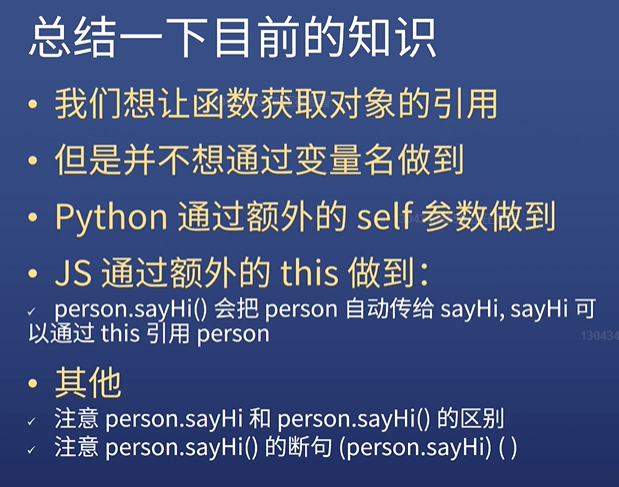 总结一下目前的知识
• 我们想让函数获取对象的引用
• 但是并不想通过变量名做到
• Python 通过额外的 self 参数做到
• JS 通过额外的 this 做到：
✓ person.sayHi() 会把 person 自动传给 sayHi, sayHi 可
以通过 this 引用 person
130434
• 其他
✓ 注意 person.sayHi 和 person.sayHi() 的区别
✓ 注意 person.sayHi() 的断句 (person.sayHi) ( )